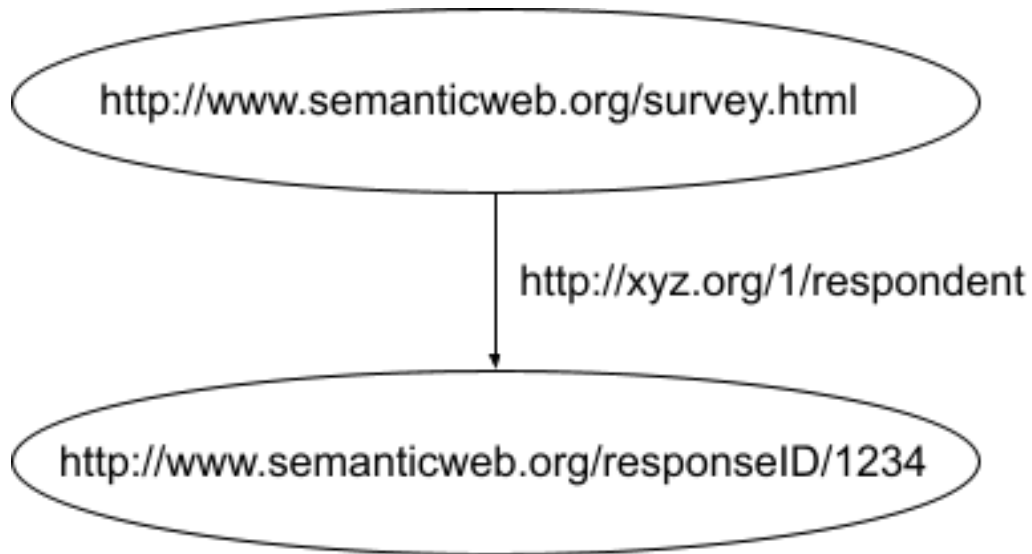 http://www.semanticweb.org/survey.html
http://xyz.org/1/respondent
http://www.semanticweb.org/responseID/1234